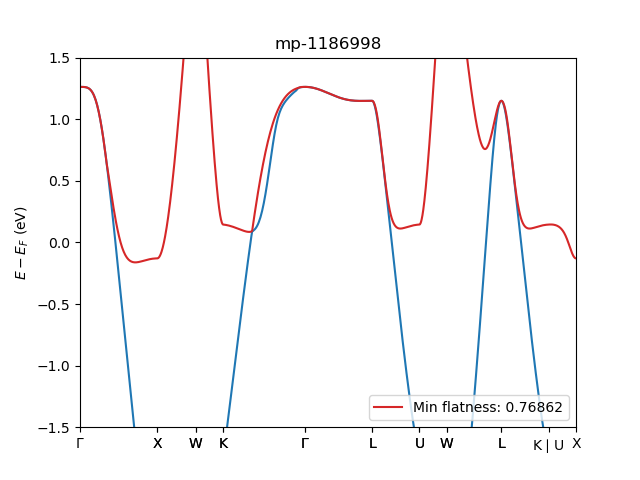 mp-1186998
E − E_F (eV)
1.5
1.0
0.5
0.0
−0.5
−1.0
−1.5
Min flatness: 0.76862
Γ X W K Γ L U W L K | U X